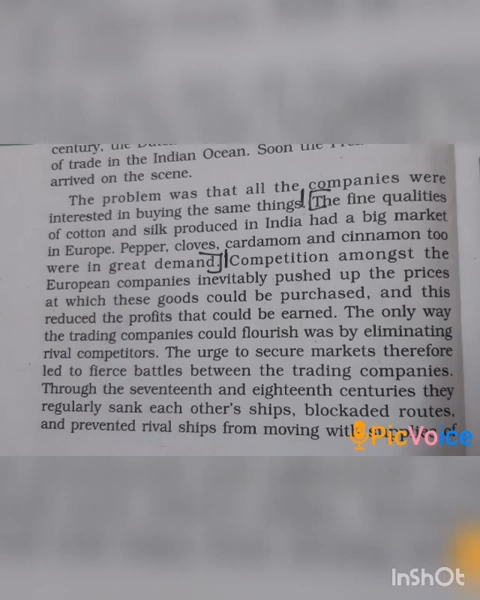 century, the
of trade in the Indian Ocean. Soon the
arrived on the scene.
The problem was that all the companies were
interested in buying the same things. The fine qualities
of cotton and silk produced in India had a big market
in Europe. Pepper, cloves, cardamom and cinnamon too
were in great demand. Competition amongst the
European companies inevitably pushed up the prices
at which these goods could be purchased, and this
reduced the profits that could be earned. The only way
the trading companies could flourish was by eliminating
rival competitors. The urge to secure markets therefore
led to fierce battles between the trading companies.
Through the seventeenth and eighteenth centuries they
regularly sank each other's ships, blockaded routes,
and prevented rival ships from moving with supplies of
PicVoice
InShOt